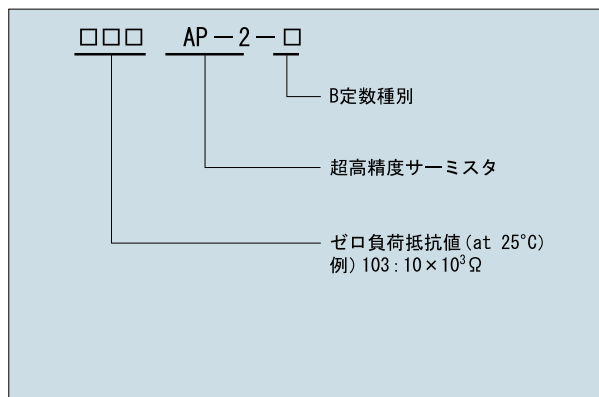 □□□ AP－2－□
B定数種別
超高精度サーミスタ
ゼロ負荷抵抗値(at 25°C)
例) 103 : 10×10³Ω